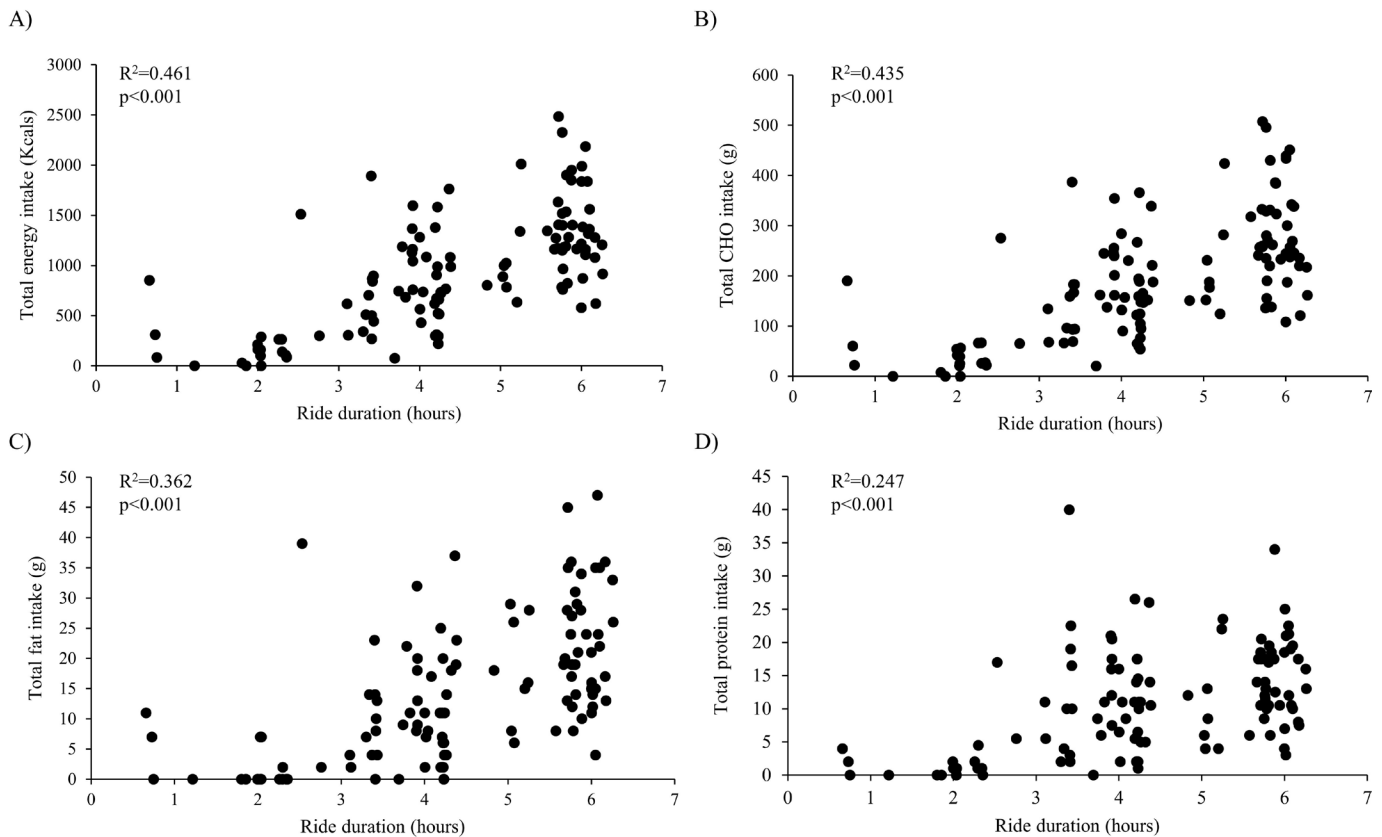 A)
R²=0.461
p<0.001
Total energy intake (Kcals)
3000
2500
2000
1500
1000
500
0
0 1 2 3 4 5 6 7
Ride duration (hours)
B)
R²=0.435
p<0.001
Total CHO intake (g)
600
500
400
300
200
100
0
0 1 2 3 4 5 6 7
Ride duration (hours)
C)
R²=0.362
p<0.001
Total fat intake (g)
50
45
40
35
30
25
20
15
10
5
0
0 1 2 3 4 5 6 7
Ride duration (hours)
D)
R²=0.247
p<0.001
Total protein intake (g)
45
40
35
30
25
20
15
10
5
0
0 1 2 3 4 5 6 7
Ride duration (hours)